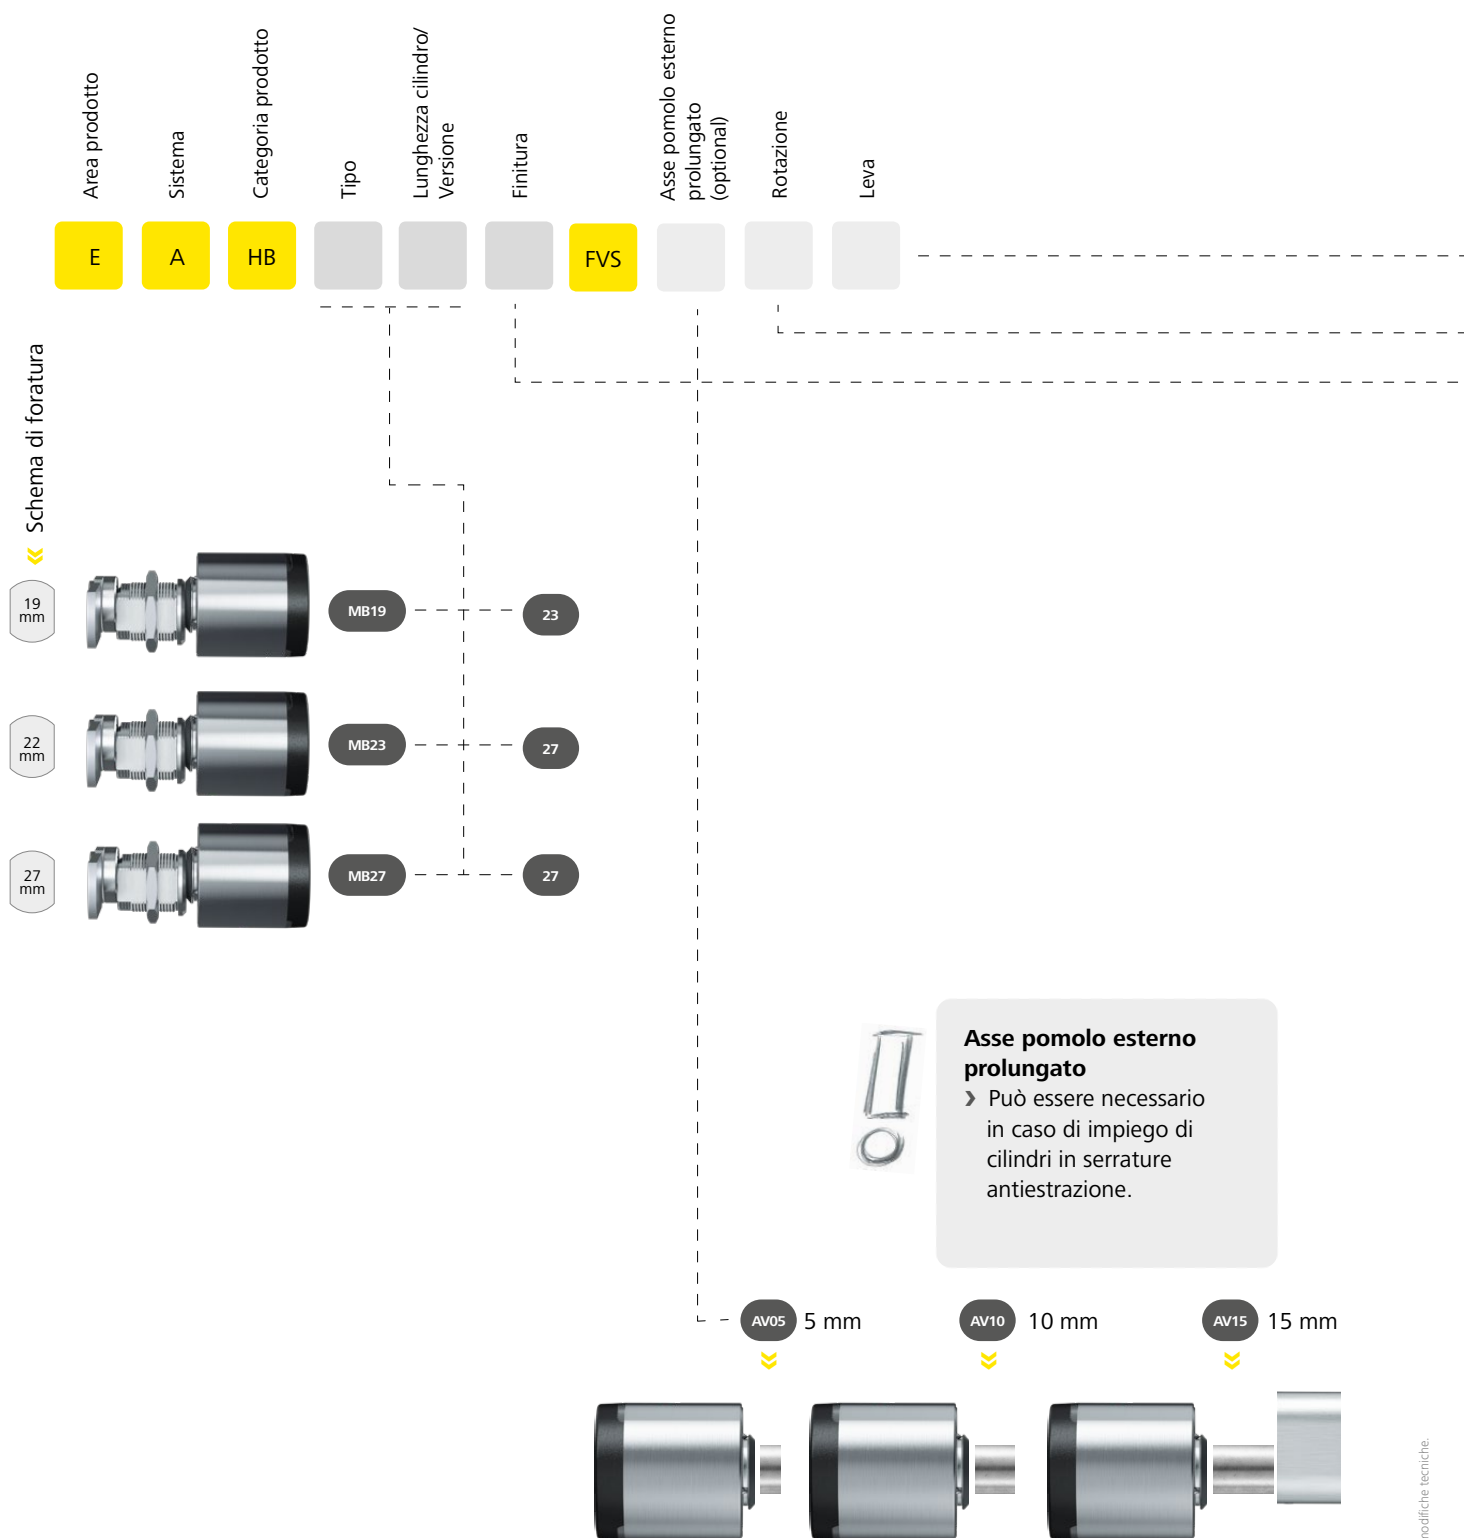 Area prodotto
Sistema
Categoria prodotto
Tipo
Lunghezza cilindro/
Versione
Finitura
Asse pomolo esterno
prolungato
(optional)
Rotazione
Leva
E
A
HB
FVS
Schema di foratura
19
mm
MB19
23
22
mm
MB23
27
27
mm
MB27
27
Asse pomolo esterno
prolungato
› Può essere necessario
in caso di impiego di
cilindri in serrature
antiestrazione.
AV05 5 mm
AV10 10 mm
AV15 15 mm
modifiche tecniche.